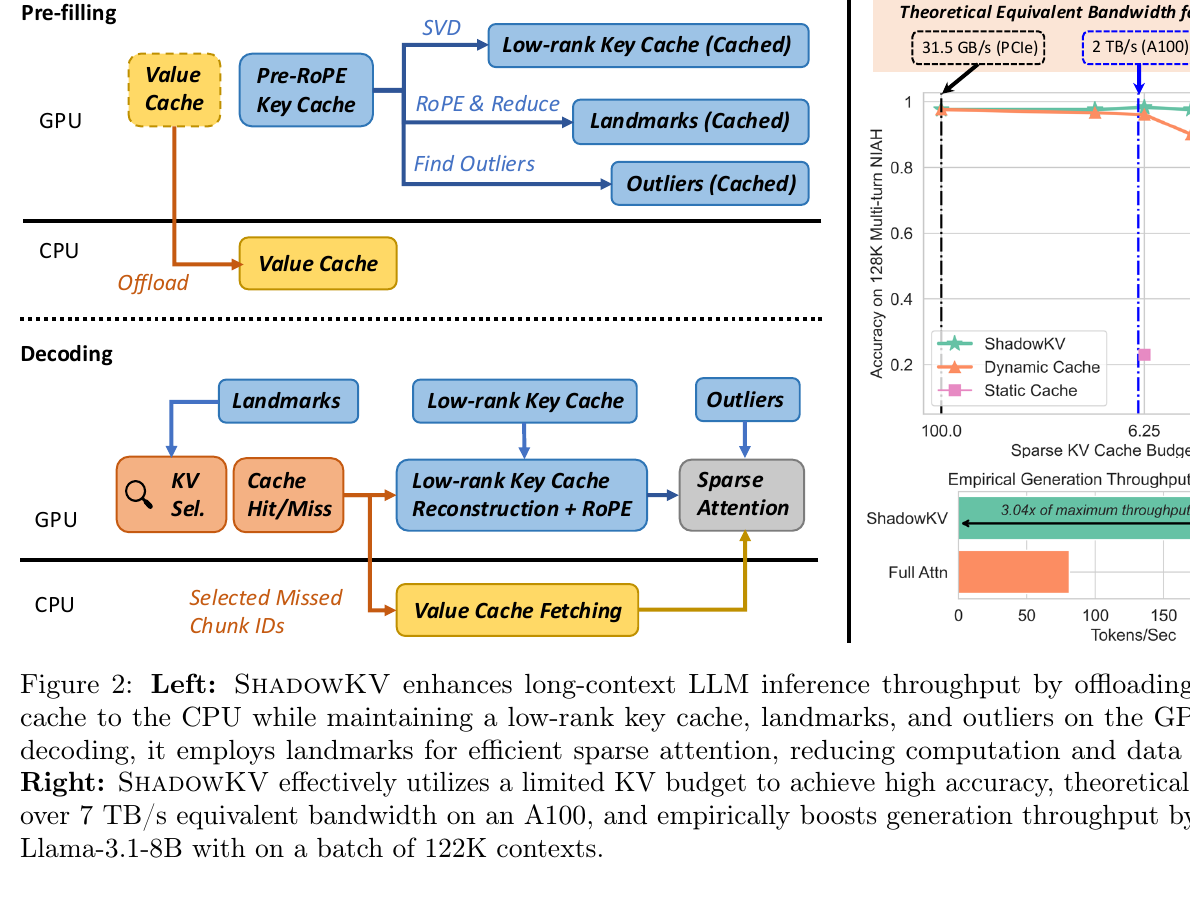 Pre-filling
GPU
Value
Cache
Pre-RoPE
Key Cache
SVD
Low-rank Key Cache (Cached)
RoPE & Reduce
Landmarks (Cached)
Find Outliers
Outliers (Cached)
CPU
Offload
Value Cache
Decoding
Landmarks
Low-rank Key Cache
Outliers
GPU
KV
Sel.
Cache
Hit/Miss
Low-rank Key Cache
Reconstruction + RoPE
Sparse
Attention
CPU
Selected Missed
Chunk IDs
Value Cache Fetching
Theoretical Equivalent Bandwidth f
31.5 GB/s (PCIe)
2 TB/s (A100)
Accuracy on 128K Multi-turn NIAH
1
0.8
0.6
0.4
0.2
ShadowKV
Dynamic Cache
Static Cache
100.0
6.25
Sparse KV Cache Budge
Empirical Generation Throughput
ShadowKV
3.04x of maximum throughput
Full Attn
0
50
100
150
Tokens/Sec
Figure 2: Left: ShadowKV enhances long-context LLM inference throughput by offloading
cache to the CPU while maintaining a low-rank key cache, landmarks, and outliers on the GP
decoding, it employs landmarks for efficient sparse attention, reducing computation and data
Right: ShadowKV effectively utilizes a limited KV budget to achieve high accuracy, theoretical
over 7 TB/s equivalent bandwidth on an A100, and empirically boosts generation throughput by
Llama-3.1-8B with on a batch of 122K contexts.